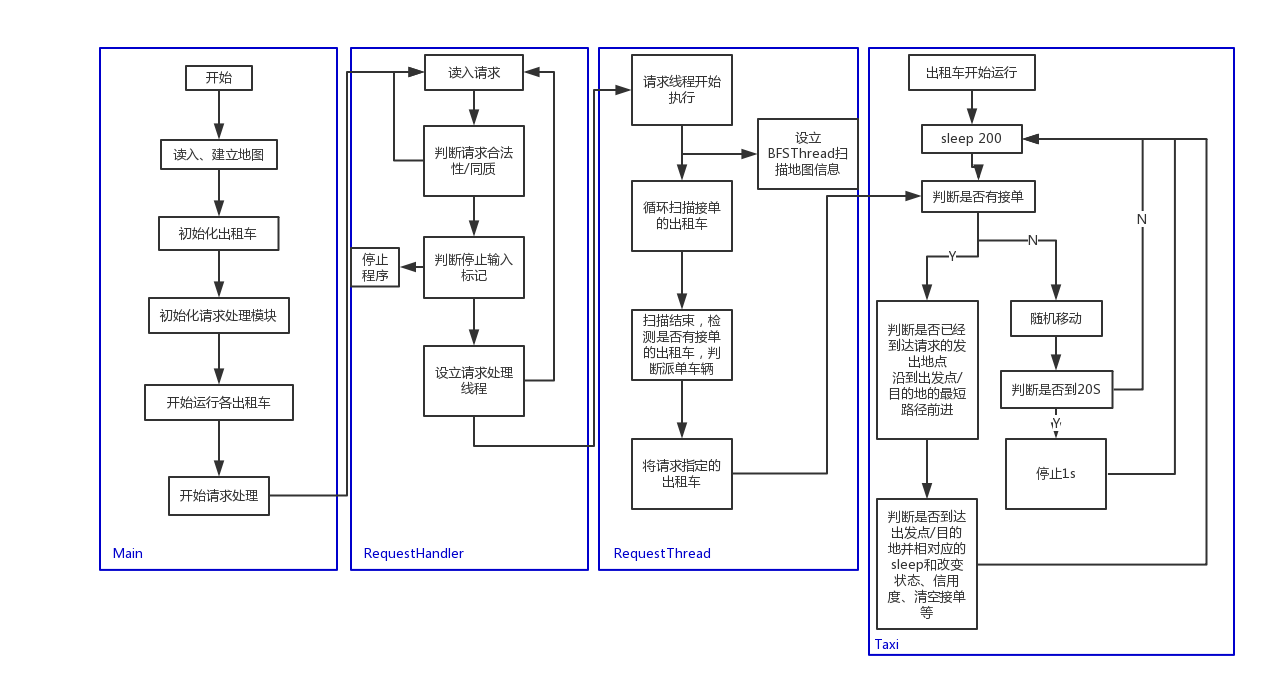 开始
读入、建立地图
初始化出租车
初始化请求处理模块
开始运行各出租车
开始请求处理
Main
读入请求
判断请求合法
性/同质
判断停止输入
标记
停止
程序
设立请求处理
线程
RequestHandler
请求线程开始
执行
设立
BFSThread扫
描地图信息
循环扫描接单
的出租车
扫描结束，检
测是否有接单
的出租车，判
断派单车辆
将请求指定的
出租车
RequestThread
出租车开始运行
sleep 200
判断是否有接单
Y
N
判断是否已经
到达请求的发
出地点
沿到出发点/
目的地的最短
路径前进
随机移动
判断是否到20S
N
Y
停止1s
判断是否到达
出发点/目的
地并相对应的
sleep和改变
状态、信用
度、清空接单
等
Taxi